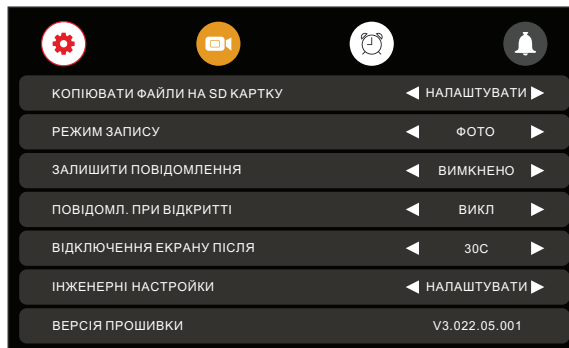 КОПІЮВАТИ ФАЙЛИ НА SD КАРТКУ НАЛАШТУВАТИ
РЕЖИМ ЗАПИСУ ФОТО
ЗАЛИШИТИ ПОВІДОМЛЕННЯ ВИМКНЕНО
ПОВІДОМЛ. ПРИ ВІДКРИТТІ ВИКЛ
ВІДКЛЮЧЕННЯ ЕКРАНУ ПІСЛЯ 30С
ІНЖЕНЕРНІ НАСТРОЙКИ НАЛАШТУВАТИ
ВЕРСІЯ ПРОШИВКИ V3.022.05.001